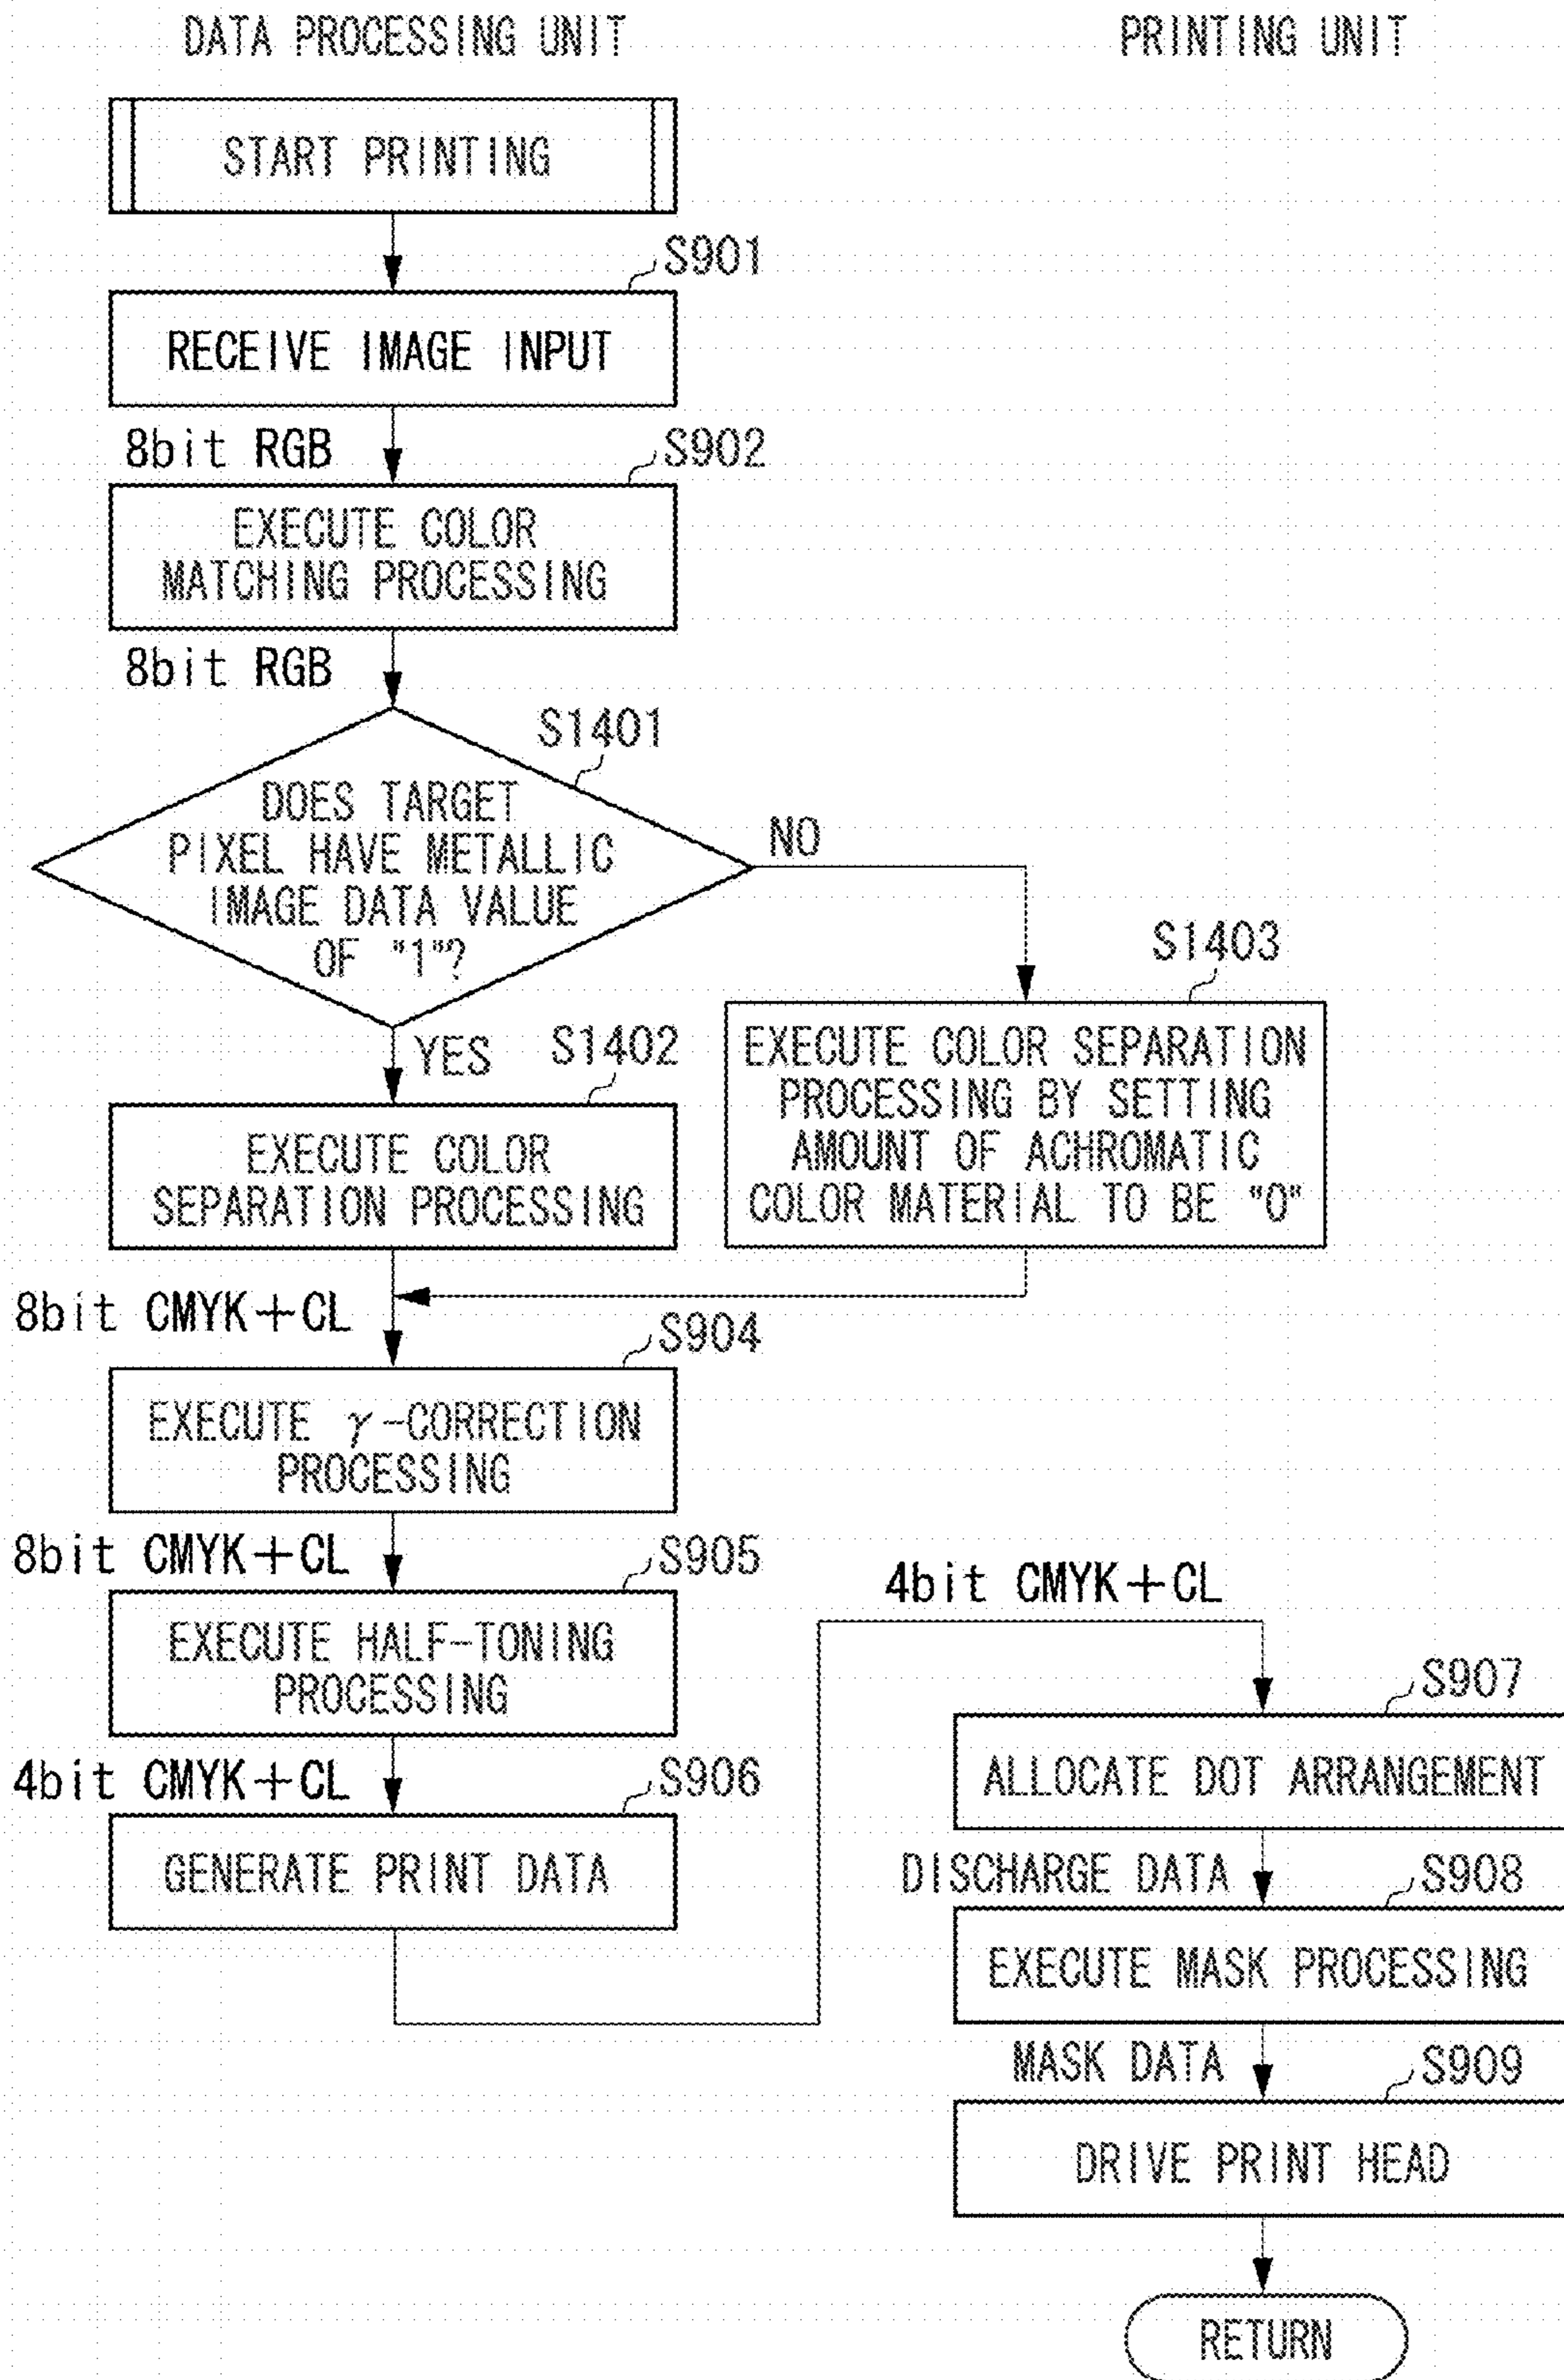 DATA PROCESSING UNIT
PRINTING UNIT
START PRINTING
S901
RECEIVE IMAGE INPUT
8bit RGB
S902
EXECUTE COLOR
MATCHING PROCESSING
8bit RGB
S1401
DOES TARGET
PIXEL HAVE METALLIC
IMAGE DATA VALUE
OF "1"?
NO
YES
S1402
EXECUTE COLOR
SEPARATION PROCESSING
S1403
EXECUTE COLOR SEPARATION
PROCESSING BY SETTING
AMOUNT OF ACHROMATIC
COLOR MATERIAL TO BE "0"
8bit CMYK+CL
S904
EXECUTE γ-CORRECTION
PROCESSING
8bit CMYK+CL
S905
EXECUTE HALF-TONING
PROCESSING
4bit CMYK+CL
S906
GENERATE PRINT DATA
4bit CMYK+CL
S907
ALLOCATE DOT ARRANGEMENT
DISCHARGE DATA
S908
EXECUTE MASK PROCESSING
MASK DATA
S909
DRIVE PRINT HEAD
RETURN